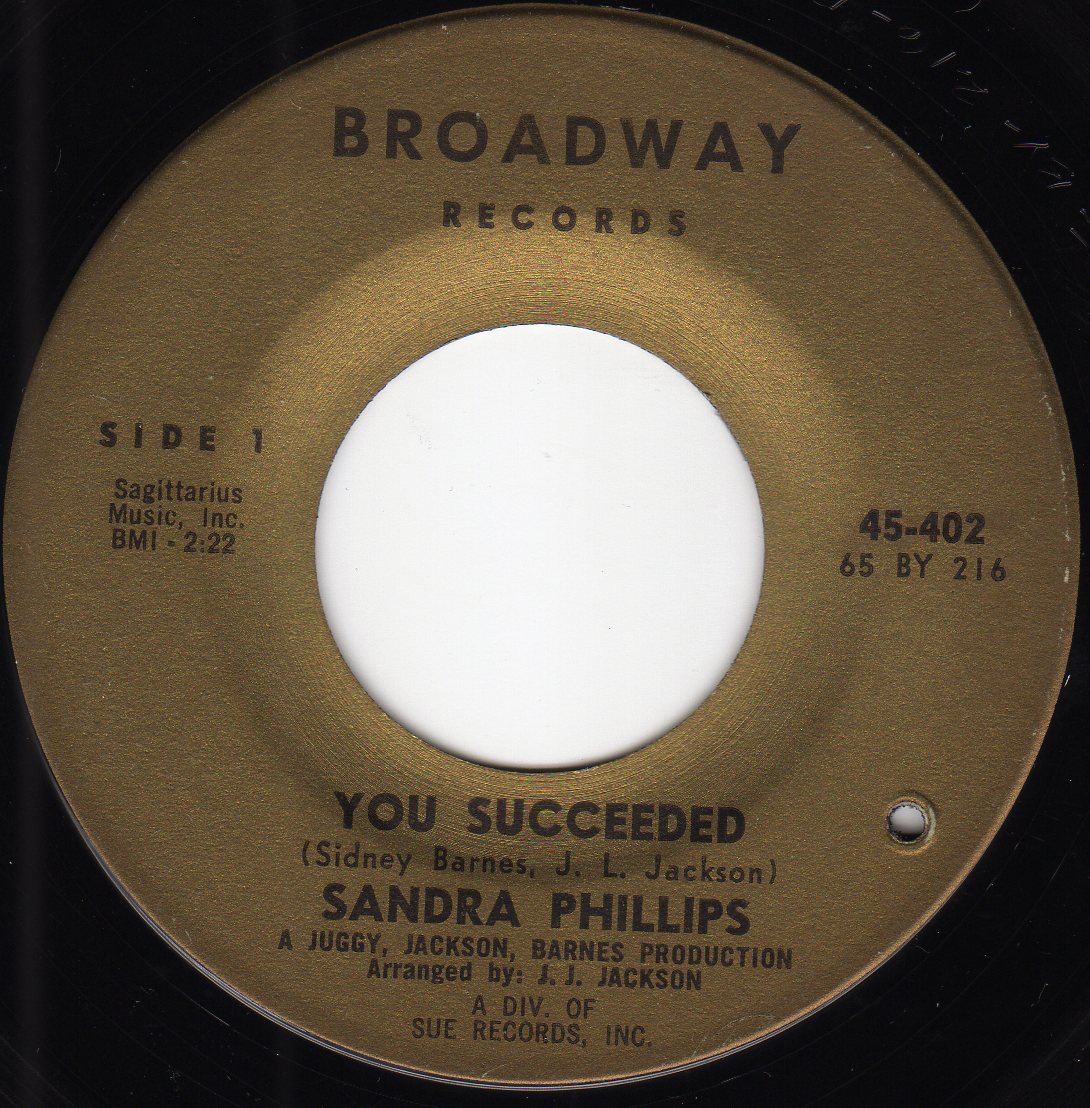 BROADWAY
RECORDS
SIDE 1
Sagittarius
Music, Inc.
BMI - 2:22
45-402
65 BY 216
YOU SUCCEEDED
(Sidney Barnes, J. L. Jackson)
SANDRA PHILLIPS
A JUGGY, JACKSON, BARNES PRODUCTION
Arranged by: J. J. JACKSON
A DIV. OF
SUE RECORDS, INC.